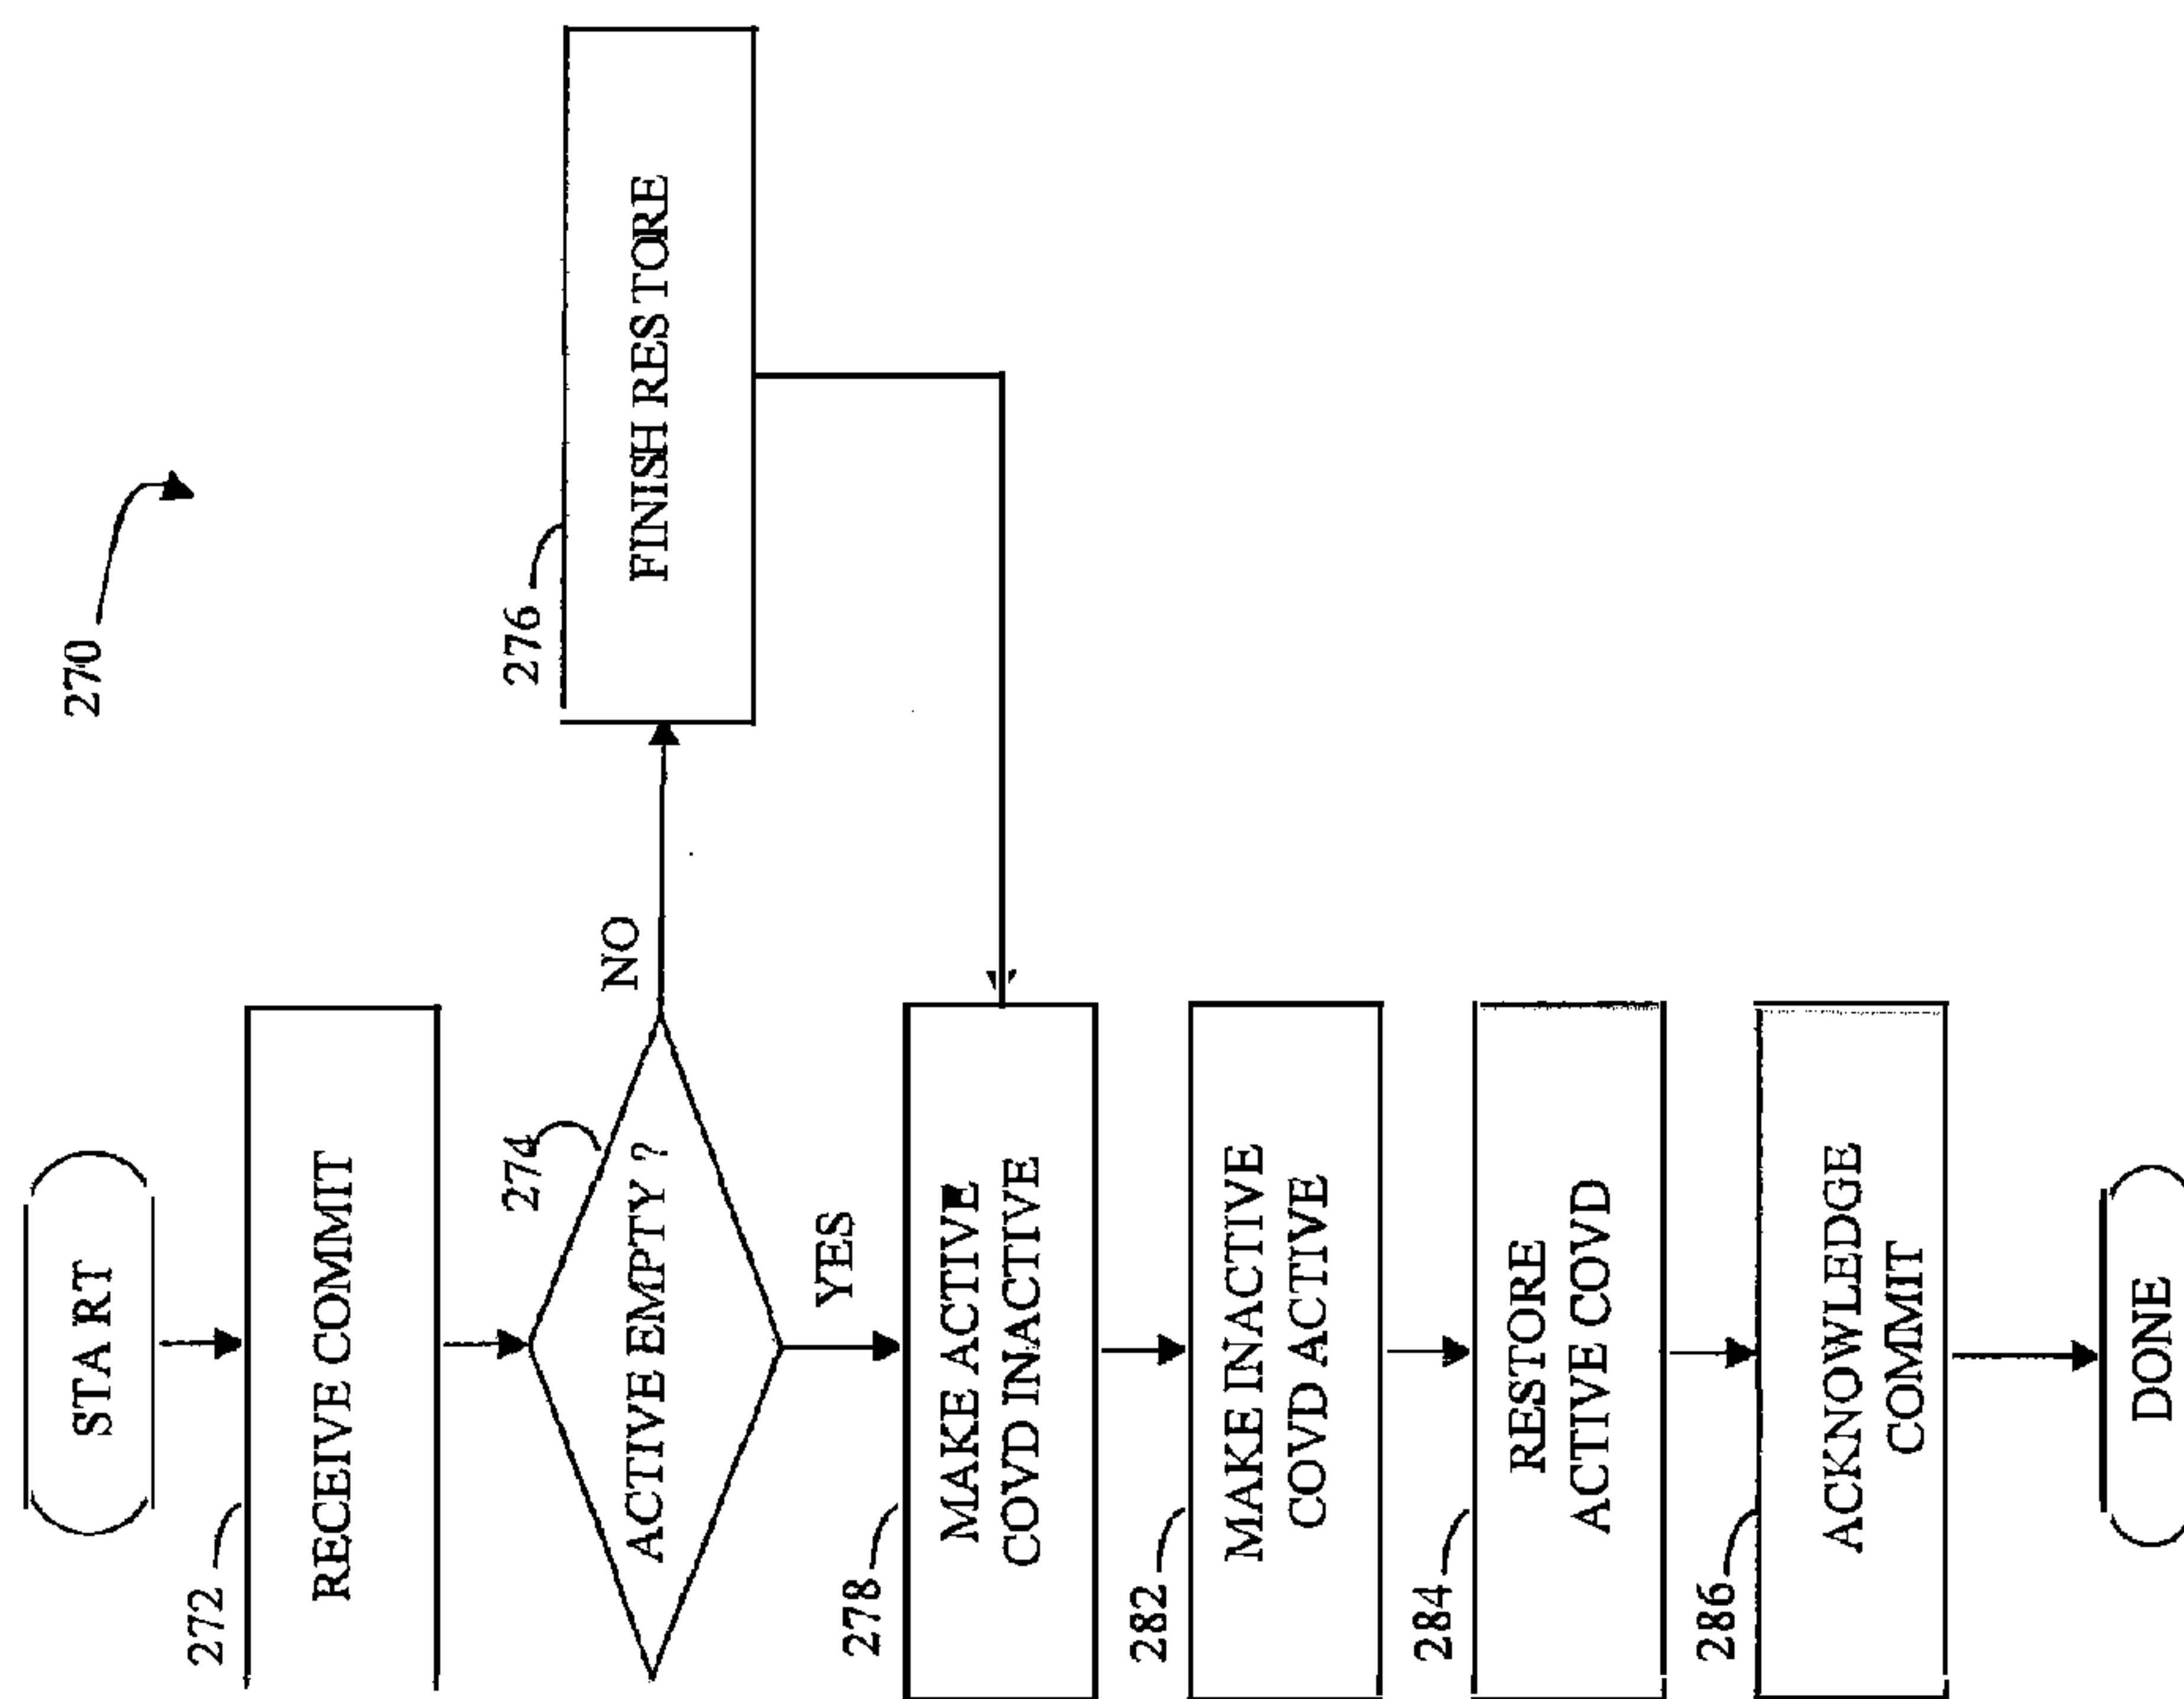 270
START
272
RECEIVE COMMIT
274
ACTIVE EMPTY ?
NO
276
FINISH RESTORE
YES
278
MAKE ACTIVE
COVD INACTIVE
282
MAKE INACTIVE
COVD ACTIVE
284
RESTORE
ACTIVE COVD
286
ACKNOWLEDGE
COMMIT
DONE